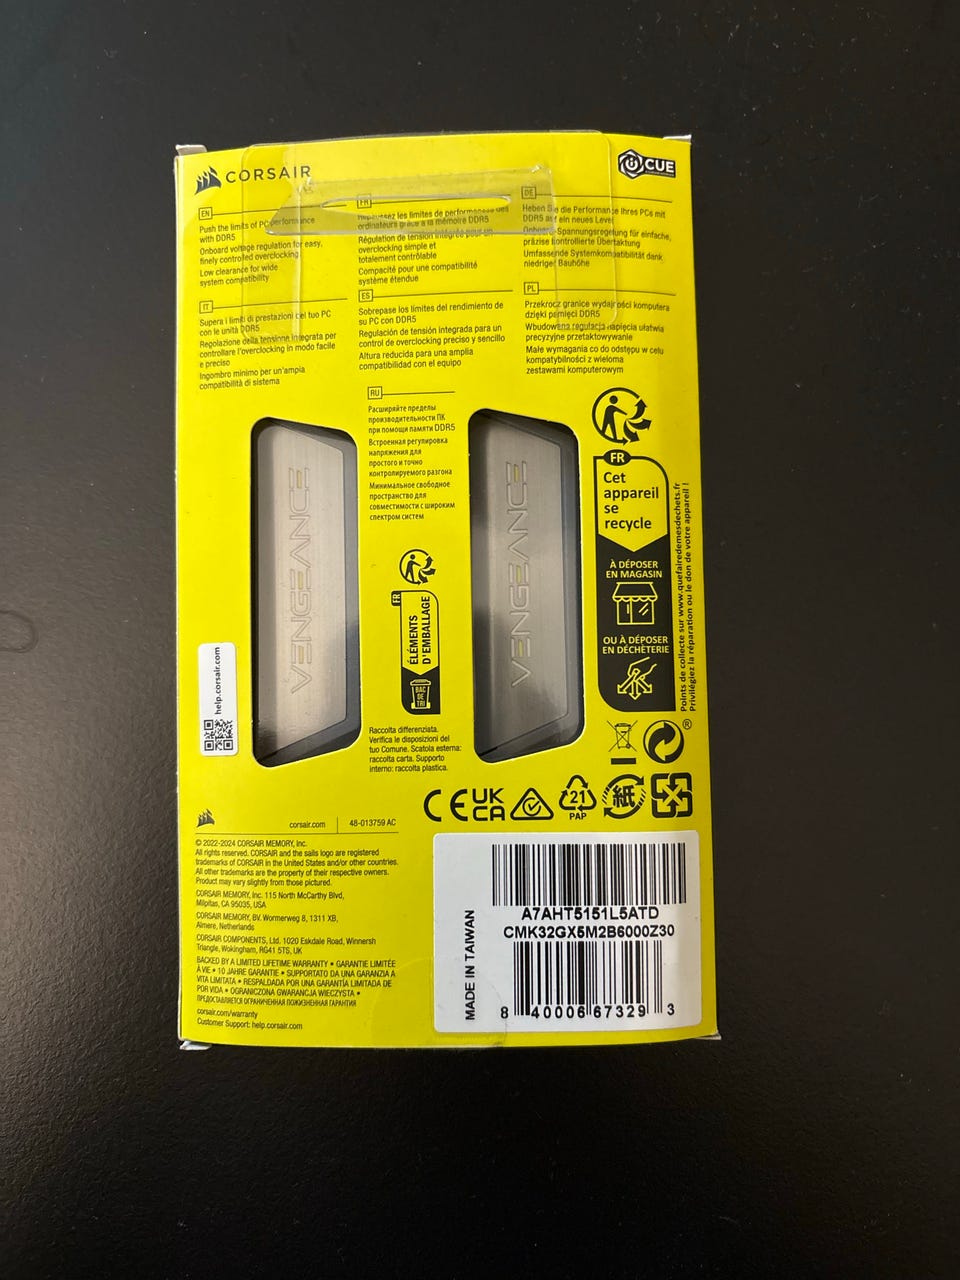 CORSAIR
iCUE
EN
Push the limits of PC performance
with DDR5
Onboard voltage regulation for easy,
finely controlled overclocking
Low clearance for wide
system compatibility
FR
Repoussez les limites de performances des
ordinateurs grâce à la mémoire DDR5
Régulation de tension intégrée pour un
overclocking simple et
totalement contrôlable
Compacité pour une compatibilité
système étendue
DE
Heben Sie die Performance Ihres PCs mit
DDR5 auf ein neues Level
Onboard-Spannungsregelung für einfache,
präzise kontrollierte Übertaktung
Umfassende Systemkompatibilität dank
niedriger Bauhöhe
IT
Supera i limiti di prestazioni del tuo PC
con le unità DDR5
Regolazione della tensione integrata per
controllare l'overclocking in modo facile
e preciso
Ingombro minimo per un'ampia
compatibilità di sistema
ES
Sobrepase los límites del rendimiento de
su PC con DDR5
Regulación de tensión integrada para un
control de overclocking preciso y sencillo
Altura reducida para una amplia
compatibilidad con el equipo
PL
Przekrocz granice wydajności komputera
dzięki pamięci DDR5
Wbudowana regulacja napięcia ułatwia
precyzyjne przetaktowywanie
Małe wymagania co do odstępu w celu
kompatybilności z wieloma
zestawami komputerowym
RU
Расширяйте пределы
производительности ПК
при помощи памяти DDR5
Встроенная регулировка
напряжения для
простого и точно
контролируемого разгона
Минимальное свободное
пространство для
совместимости с широким
спектром систем
VENGEANCE
VENGEANCE
FR
Cet
appareil
se
recycle
À DÉPOSER
EN MAGASIN
OU À DÉPOSER
EN DÉCHÈTERIE
Points de collecte sur www.quefairedemesdechets.fr
Privilégiez la réparation ou le don de votre appareil !
FR
ÉLÉMENTS
D'EMBALLAGE
BAC
DE
TRI
help.corsair.com
Raccolta differenziata.
Verifica le disposizioni del
tuo Comune. Scatola esterna:
raccolta carta. Supporto
interno: raccolta plastica.
®
CE
UK
CA
21
PAP
紙
corsair.com
48-013759 AC
© 2022-2024 CORSAIR MEMORY, Inc.
All rights reserved. CORSAIR and the sails logo are registered
trademarks of CORSAIR in the United States and/or other countries.
All other trademarks are the property of their respective owners.
Product may vary slightly from those pictured.
CORSAIR MEMORY, Inc. 115 North McCarthy Blvd,
Milpitas, CA 95035, USA
CORSAIR MEMORY, BV. Wormerweg 8, 1311 XB,
Almere, Netherlands
CORSAIR COMPONENTS, Ltd. 1020 Eskdale Road, Winnersh
Triangle, Wokingham, RG41 5TS, UK
BACKED BY A LIMITED LIFETIME WARRANTY • GARANTIE LIMITÉE
À VIE • 10 JAHRE GARANTIE • SUPPORTATO DA UNA GARANZIA A
VITA LIMITATA • RESPALDADA POR UNA GARANTÍA LIMITADA DE
POR VIDA • OGRANICZONA GWARANCJA WIECZYSTA •
ПРЕДОСТАВЛЯЕТСЯ ОГРАНИЧЕННАЯ ПОЖИЗНЕННАЯ ГАРАНТИЯ
corsair.com/warranty
Customer Support: help.corsair.com
MADE IN TAIWAN
A7AHT5151L5ATD
CMK32GX5M2B6000Z30
8 40006 67329 3